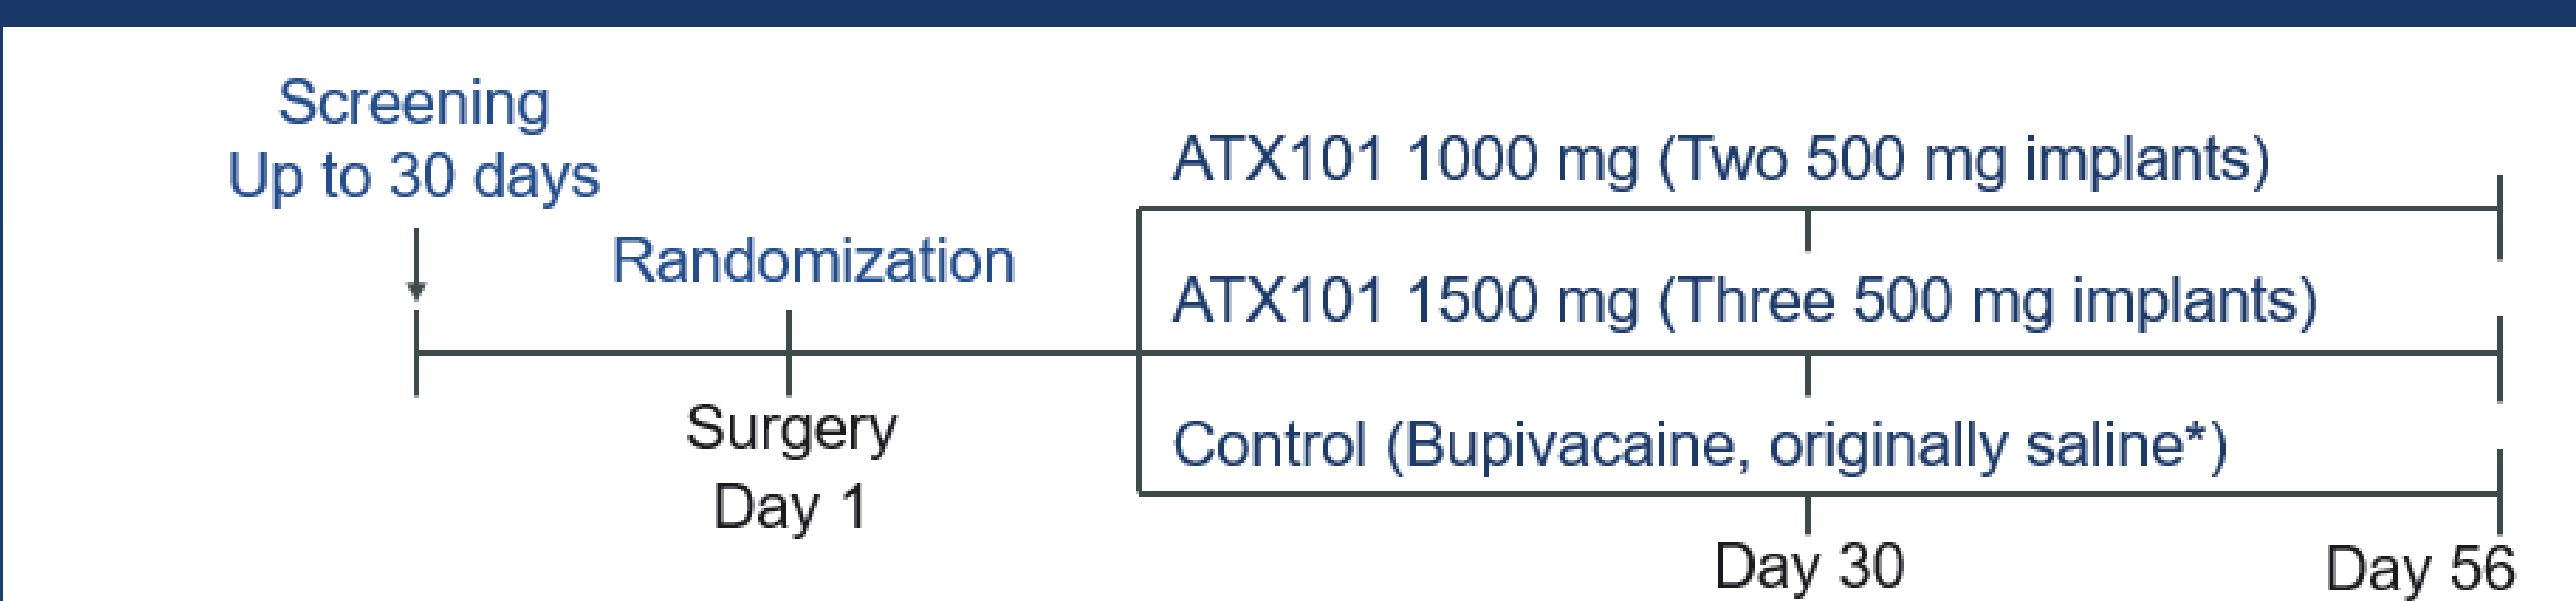 Screening
Up to 30 days
Randomization
Surgery
Day 1
ATX101 1000 mg (Two 500 mg implants)
ATX101 1500 mg (Three 500 mg implants)
Control (Bupivacaine, originally saline*)
Day 30
Day 56